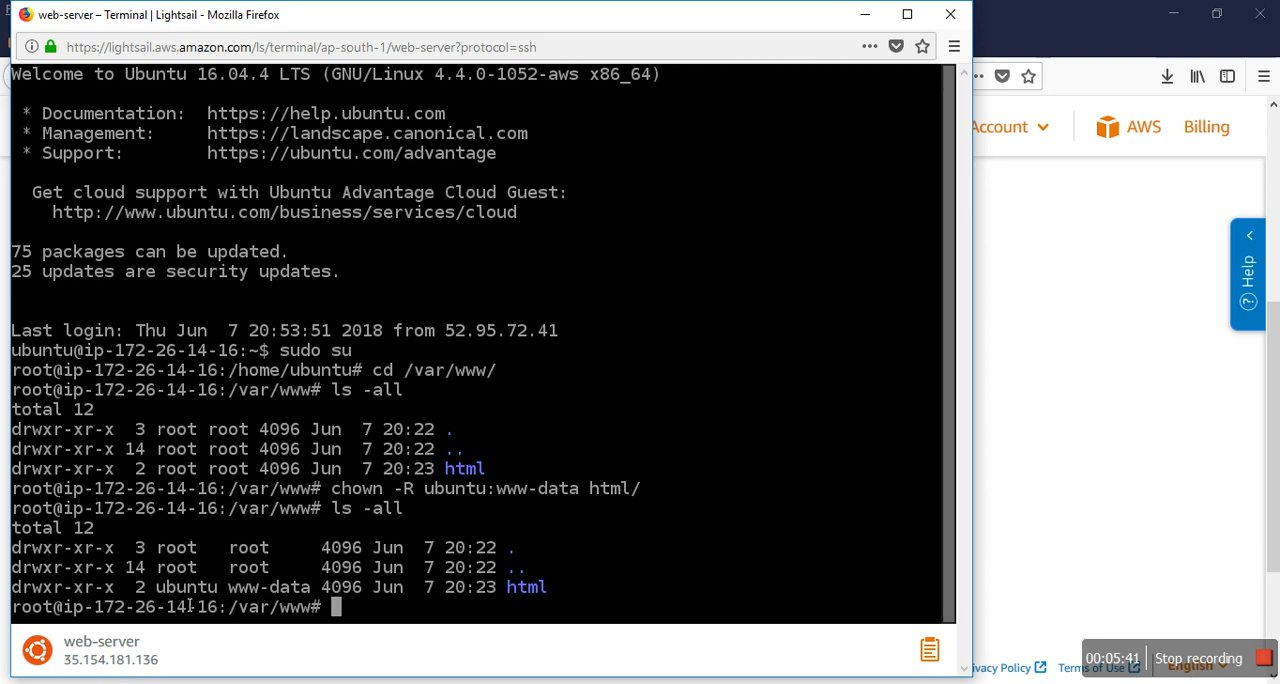 web-server – Terminal | Lightsail - Mozilla Firefox
https://lightsail.aws.amazon.com/ls/terminal/ap-south-1/web-server?protocol=ssh
Welcome to Ubuntu 16.04.4 LTS (GNU/Linux 4.4.0-1052-aws x86_64)
* Documentation:  https://help.ubuntu.com
* Management:     https://landscape.canonical.com
* Support:        https://ubuntu.com/advantage
Get cloud support with Ubuntu Advantage Cloud Guest:
http://www.ubuntu.com/business/services/cloud
75 packages can be updated.
25 updates are security updates.
Last login: Thu Jun  7 20:53:51 2018 from 52.95.72.41
ubuntu@ip-172-26-14-16:~$ sudo su
root@ip-172-26-14-16:/home/ubuntu# cd /var/www/
root@ip-172-26-14-16:/var/www# ls -all
total 12
drwxr-xr-x  3 root root 4096 Jun  7 20:22 .
drwxr-xr-x 14 root root 4096 Jun  7 20:22 ..
drwxr-xr-x  2 root root 4096 Jun  7 20:23 html
root@ip-172-26-14-16:/var/www# chown -R ubuntu:www-data html/
root@ip-172-26-14-16:/var/www# ls -all
total 12
drwxr-xr-x  3 root   root     4096 Jun  7 20:22 .
drwxr-xr-x 14 root   root     4096 Jun  7 20:22 ..
drwxr-xr-x  2 ubuntu www-data 4096 Jun  7 20:23 html
root@ip-172-26-14-16:/var/www#
web-server
35.154.181.136
Account
AWS
Billing
Help
ivacy Policy
Terms of Use
English
00:05:41
Stop recording